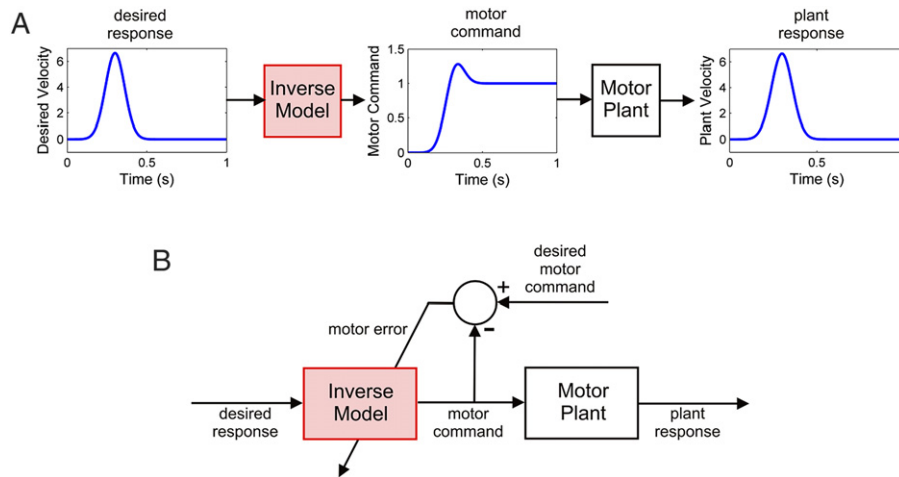 A
desired
response
Desired Velocity
6
4
2
0
0
0.5
1
Time (s)
Inverse
Model
motor
command
Motor Command
1.5
1
0.5
0
0
0.5
1
Time (s)
Motor
Plant
plant
response
Plant Velocity
6
4
2
0
0
0.5
Time (s)
B
desired
motor
command
+
-
motor error
desired
response
Inverse
Model
motor
command
Motor
Plant
plant
response